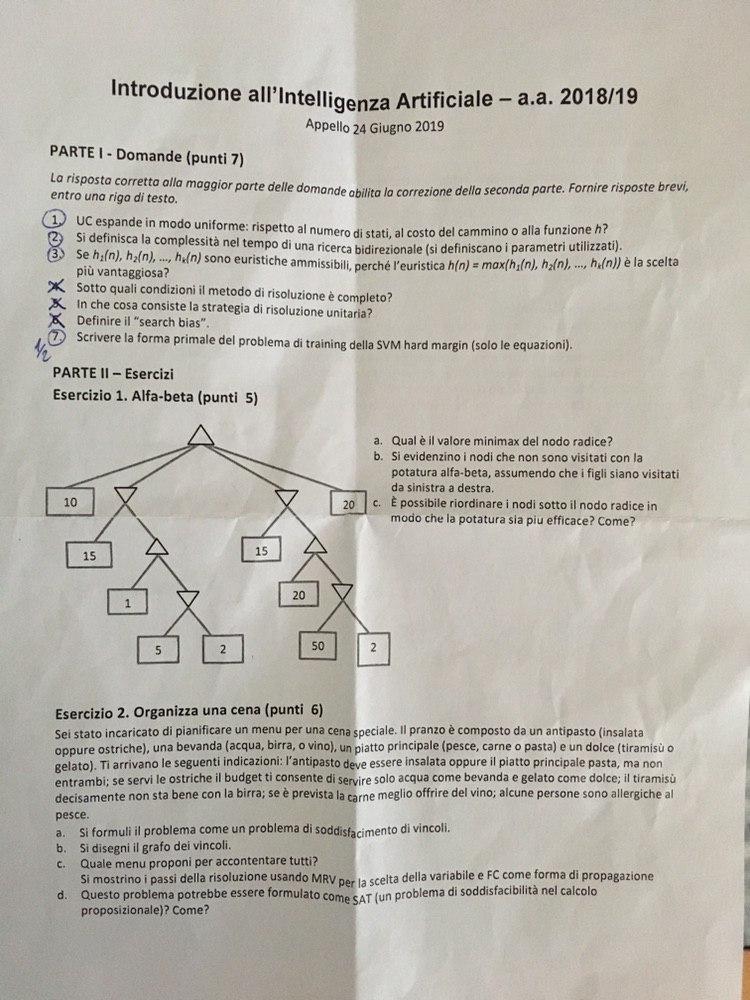 Introduzione all'Intelligenza Artificiale – a.a. 2018/19
Appello 24 Giugno 2019
PARTE I - Domande (punti 7)
La risposta corretta alla maggior parte delle domande abilita la correzione della seconda parte. Fornire risposte brevi,
entro una riga di testo.
1. UC espande in modo uniforme: rispetto al numero di stati, al costo del cammino o alla funzione h?
2. Si definisca la complessità nel tempo di una ricerca bidirezionale (si definiscano i parametri utilizzati).
3. Se h₁(n), h₂(n), ..., hₖ(n) sono euristiche ammissibili, perché l'euristica h(n) = max(h₁(n), h₂(n), ..., hₖ(n)) è la scelta
più vantaggiosa?
Sotto quali condizioni il metodo di risoluzione è completo?
In che cosa consiste la strategia di risoluzione unitaria?
Definire il "search bias".
7. Scrivere la forma primale del problema di training della SVM hard margin (solo le equazioni).
1/2
PARTE II – Esercizi
Esercizio 1. Alfa-beta (punti 5)
a. Qual è il valore minimax del nodo radice?
b. Si evidenzino i nodi che non sono visitati con la
potatura alfa-beta, assumendo che i figli siano visitati
da sinistra a destra.
c. È possibile riordinare i nodi sotto il nodo radice in
modo che la potatura sia piu efficace? Come?
10
20
15
15
1
20
5
2
50
2
Esercizio 2. Organizza una cena (punti 6)
Sei stato incaricato di pianificare un menu per una cena speciale. Il pranzo è composto da un antipasto (insalata
oppure ostriche), una bevanda (acqua, birra, o vino), un piatto principale (pesce, carne o pasta) e un dolce (tiramisù o
gelato). Ti arrivano le seguenti indicazioni: l'antipasto deve essere insalata oppure il piatto principale pasta, ma non
entrambi; se servi le ostriche il budget ti consente di servire solo acqua come bevanda e gelato come dolce; il tiramisù
decisamente non sta bene con la birra; se è prevista la carne meglio offrire del vino; alcune persone sono allergiche al
pesce.
a. Si formuli il problema come un problema di soddisfacimento di vincoli.
b. Si disegni il grafo dei vincoli.
c. Quale menu proponi per accontentare tutti?
Si mostrino i passi della risoluzione usando MRV per la scelta della variabile e FC come forma di propagazione
d. Questo problema potrebbe essere formulato come SAT (un problema di soddisfacibilità nel calcolo
proposizionale)? Come?